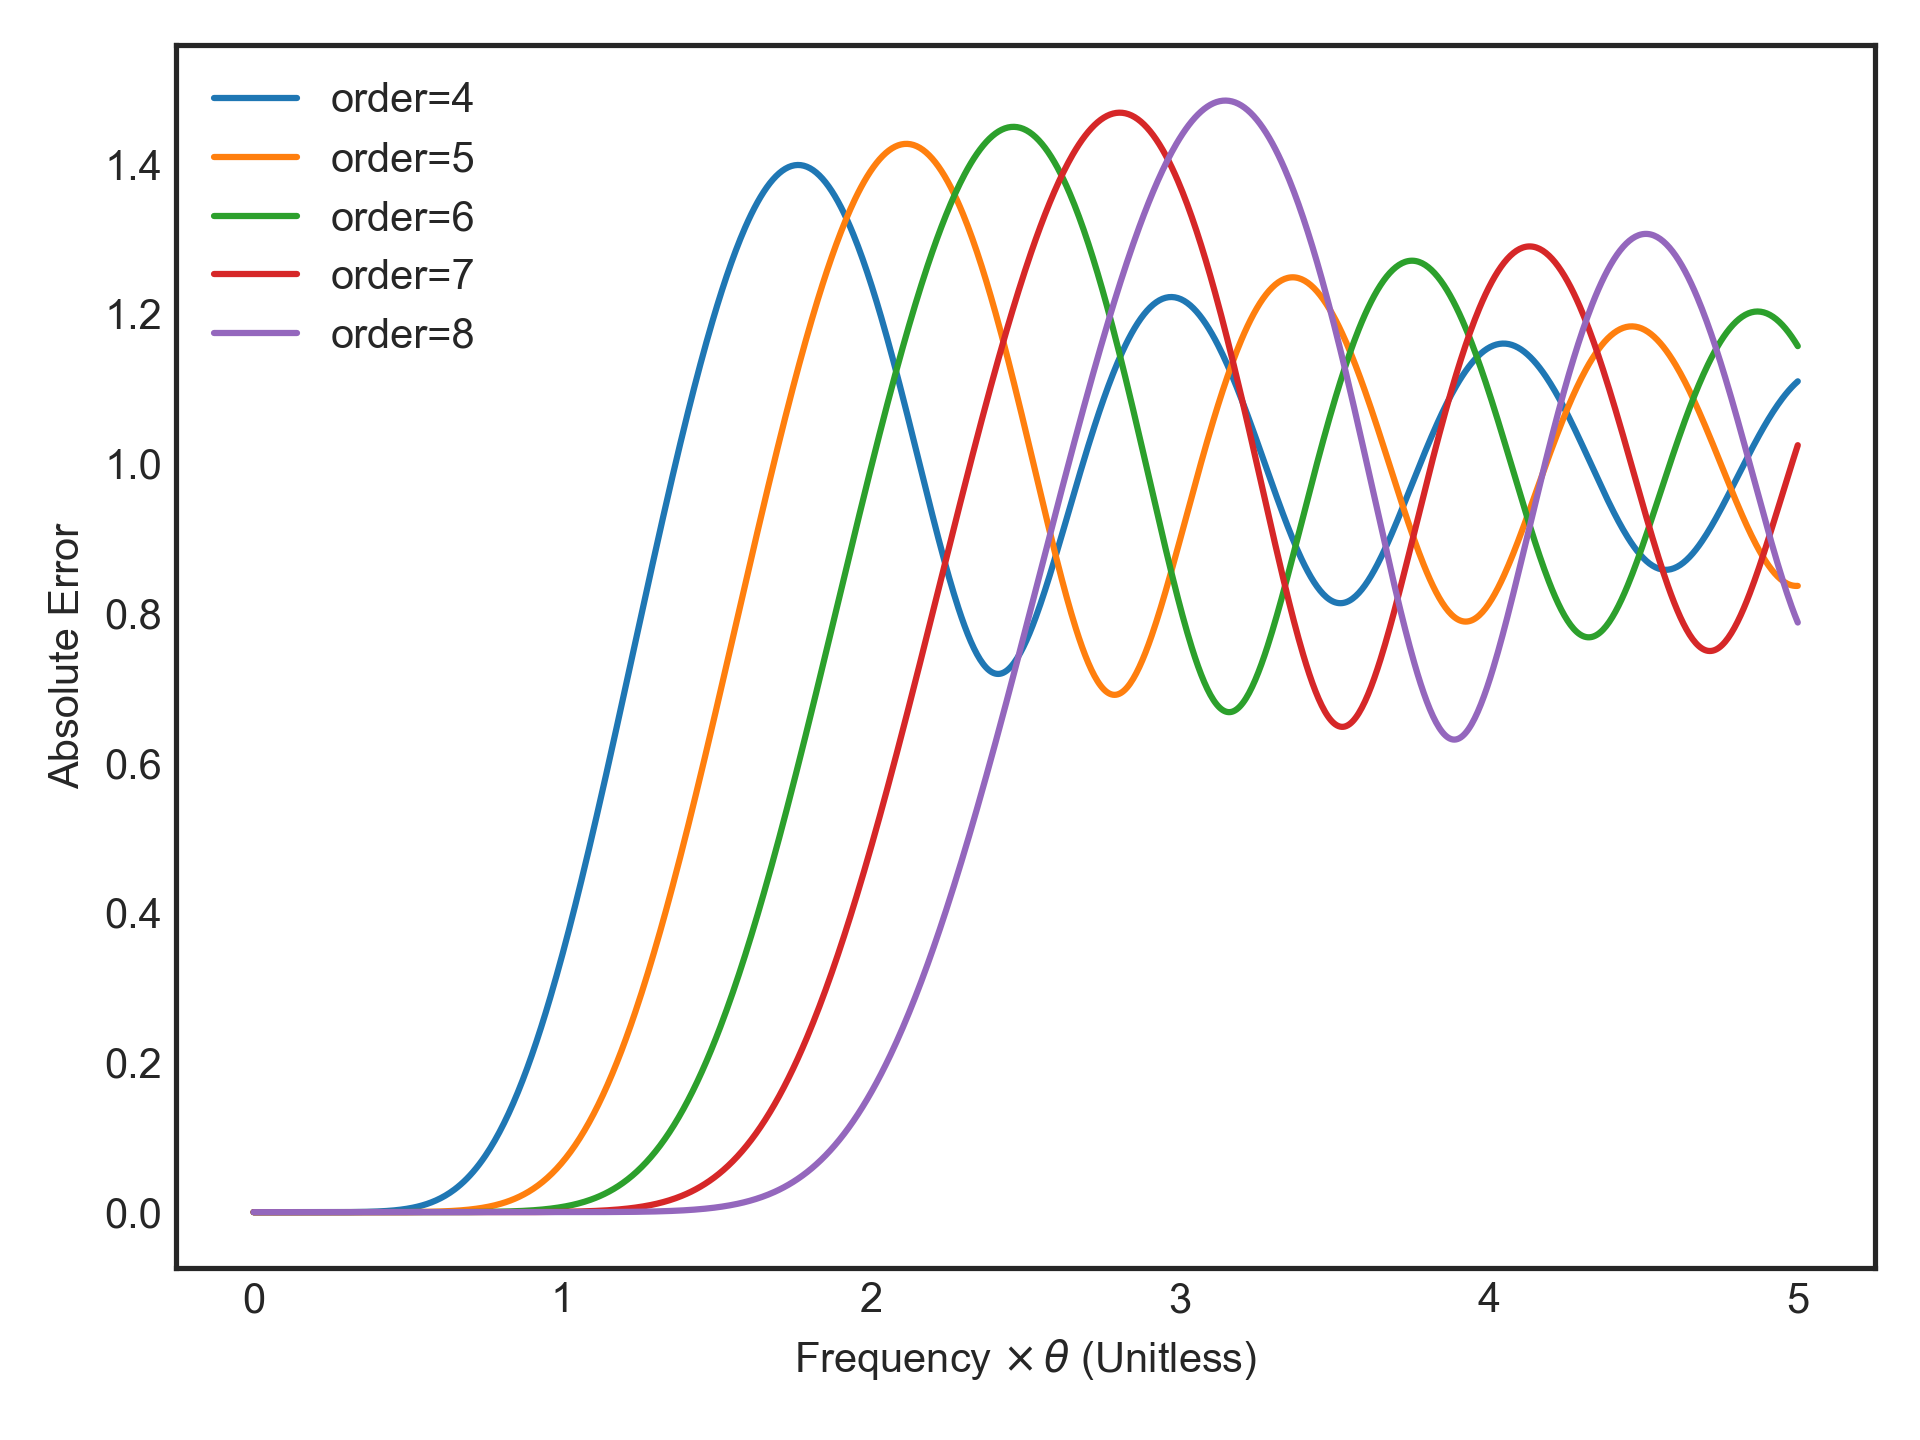 order=4
order=5
order=6
order=7
order=8
1.4
1.2
1.0
0.8
0.6
0.4
0.2
0.0
Absolute Error
0 1 2 3 4 5
Frequency × θ (Unitless)